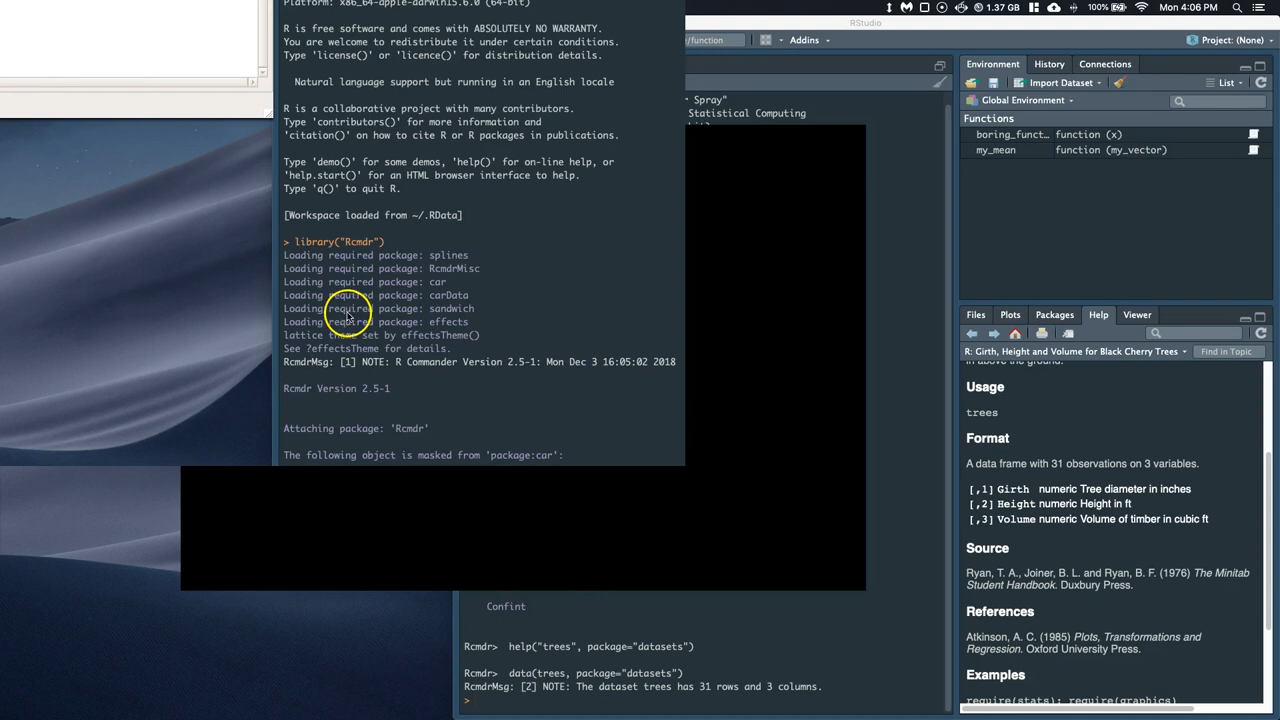 1.37 GB
100%
Mon 4:06 PM
RStudio
Platform: x86_64-apple-darwin15.6.0 (64-bit)
R is free software and comes with ABSOLUTELY NO WARRANTY.
You are welcome to redistribute it under certain conditions.
Type 'license()' or 'licence()' for distribution details.
Natural language support but running in an English locale
R is a collaborative project with many contributors.
Type 'contributors()' for more information and
'citation()' on how to cite R or R packages in publications.
Type 'demo()' for some demos, 'help()' for on-line help, or
'help.start()' for an HTML browser interface to help.
Type 'q()' to quit R.
[Workspace loaded from ~/.RData]
> library("Rcmdr")
Loading required package: splines
Loading required package: RcmdrMisc
Loading required package: car
Loading required package: carData
Loading required package: sandwich
Loading required package: effects
lattice theme set by effectsTheme()
See ?effectsTheme for details.
RcmdrMsg: [1] NOTE: R Commander Version 2.5-1: Mon Dec 3 16:05:02 2018
Rcmdr Version 2.5-1
Attaching package: 'Rcmdr'
The following object is masked from 'package:car':
/function
Addins
Project: (None)
r Spray"
Statistical Computing
Confint
Rcmdr> help("trees", package="datasets")
Rcmdr> data(trees, package="datasets")
RcmdrMsg: [2] NOTE: The dataset trees has 31 rows and 3 columns.
>
Environment History Connections
Import Dataset
List
Global Environment
Functions
boring_funct… function (x)
my_mean function (my_vector)
Files Plots Packages Help Viewer
Find in Topic
R: Girth, Height and Volume for Black Cherry Trees
in above the ground.
Usage
trees
Format
A data frame with 31 observations on 3 variables.
[,1] Girth numeric Tree diameter in inches
[,2] Height numeric Height in ft
[,3] Volume numeric Volume of timber in cubic ft
Source
Ryan, T. A., Joiner, B. L. and Ryan, B. F. (1976) The Minitab
Student Handbook. Duxbury Press.
References
Atkinson, A. C. (1985) Plots, Transformations and
Regression. Oxford University Press.
Examples
require(stats); require(graphics)